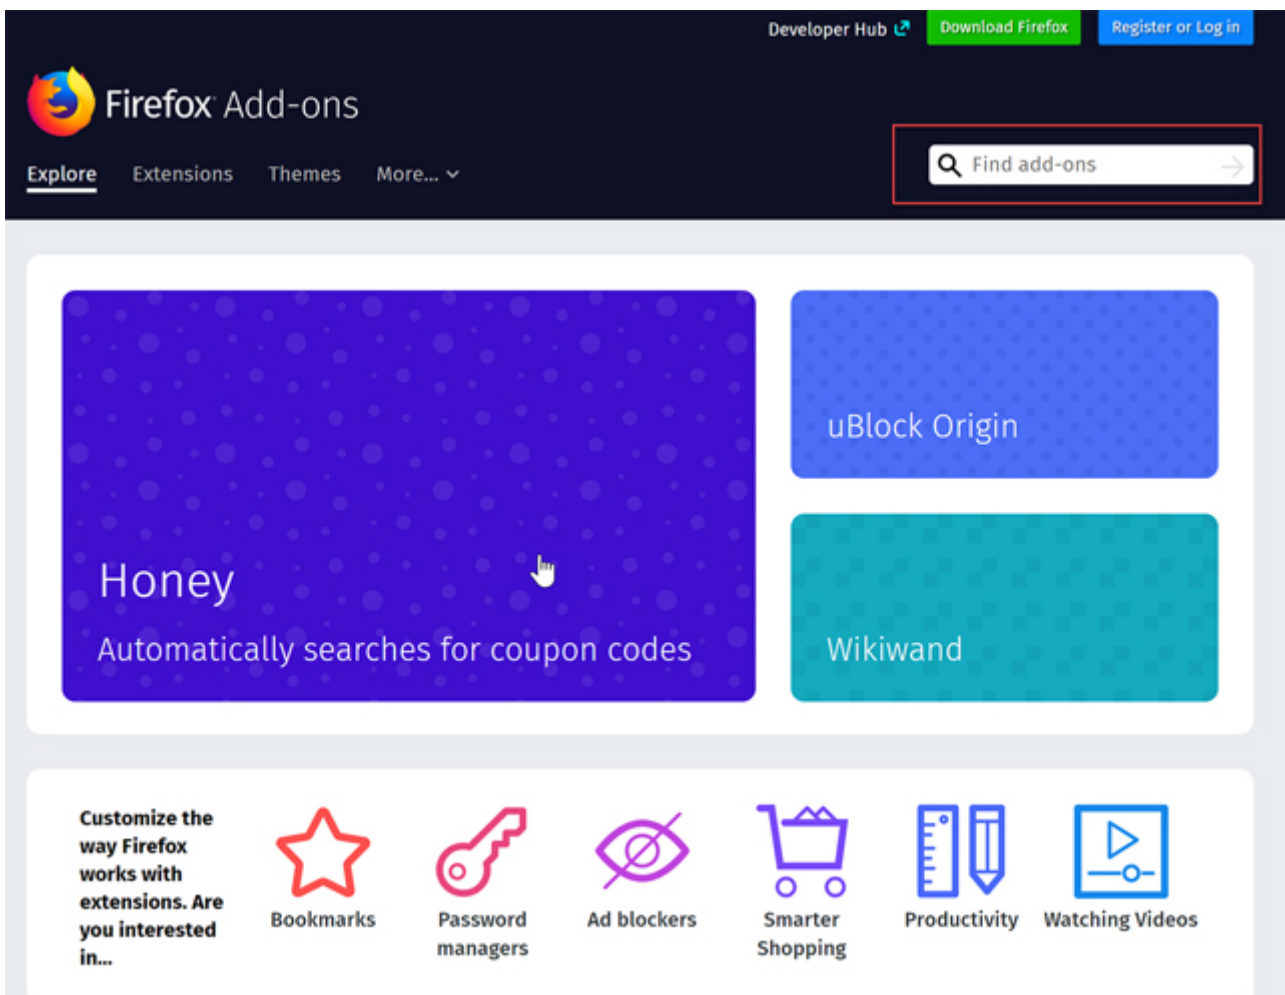 Developer Hub Download Firefox Register or Log in
Firefox Add-ons
Explore Extensions Themes More...
Find add-ons
Honey
Automatically searches for coupon codes
uBlock Origin
Wikiwand
Customize the
way Firefox
works with
extensions. Are
you interested
in...
Bookmarks
Password
managers
Ad blockers
Smarter
Shopping
Productivity
Watching Videos